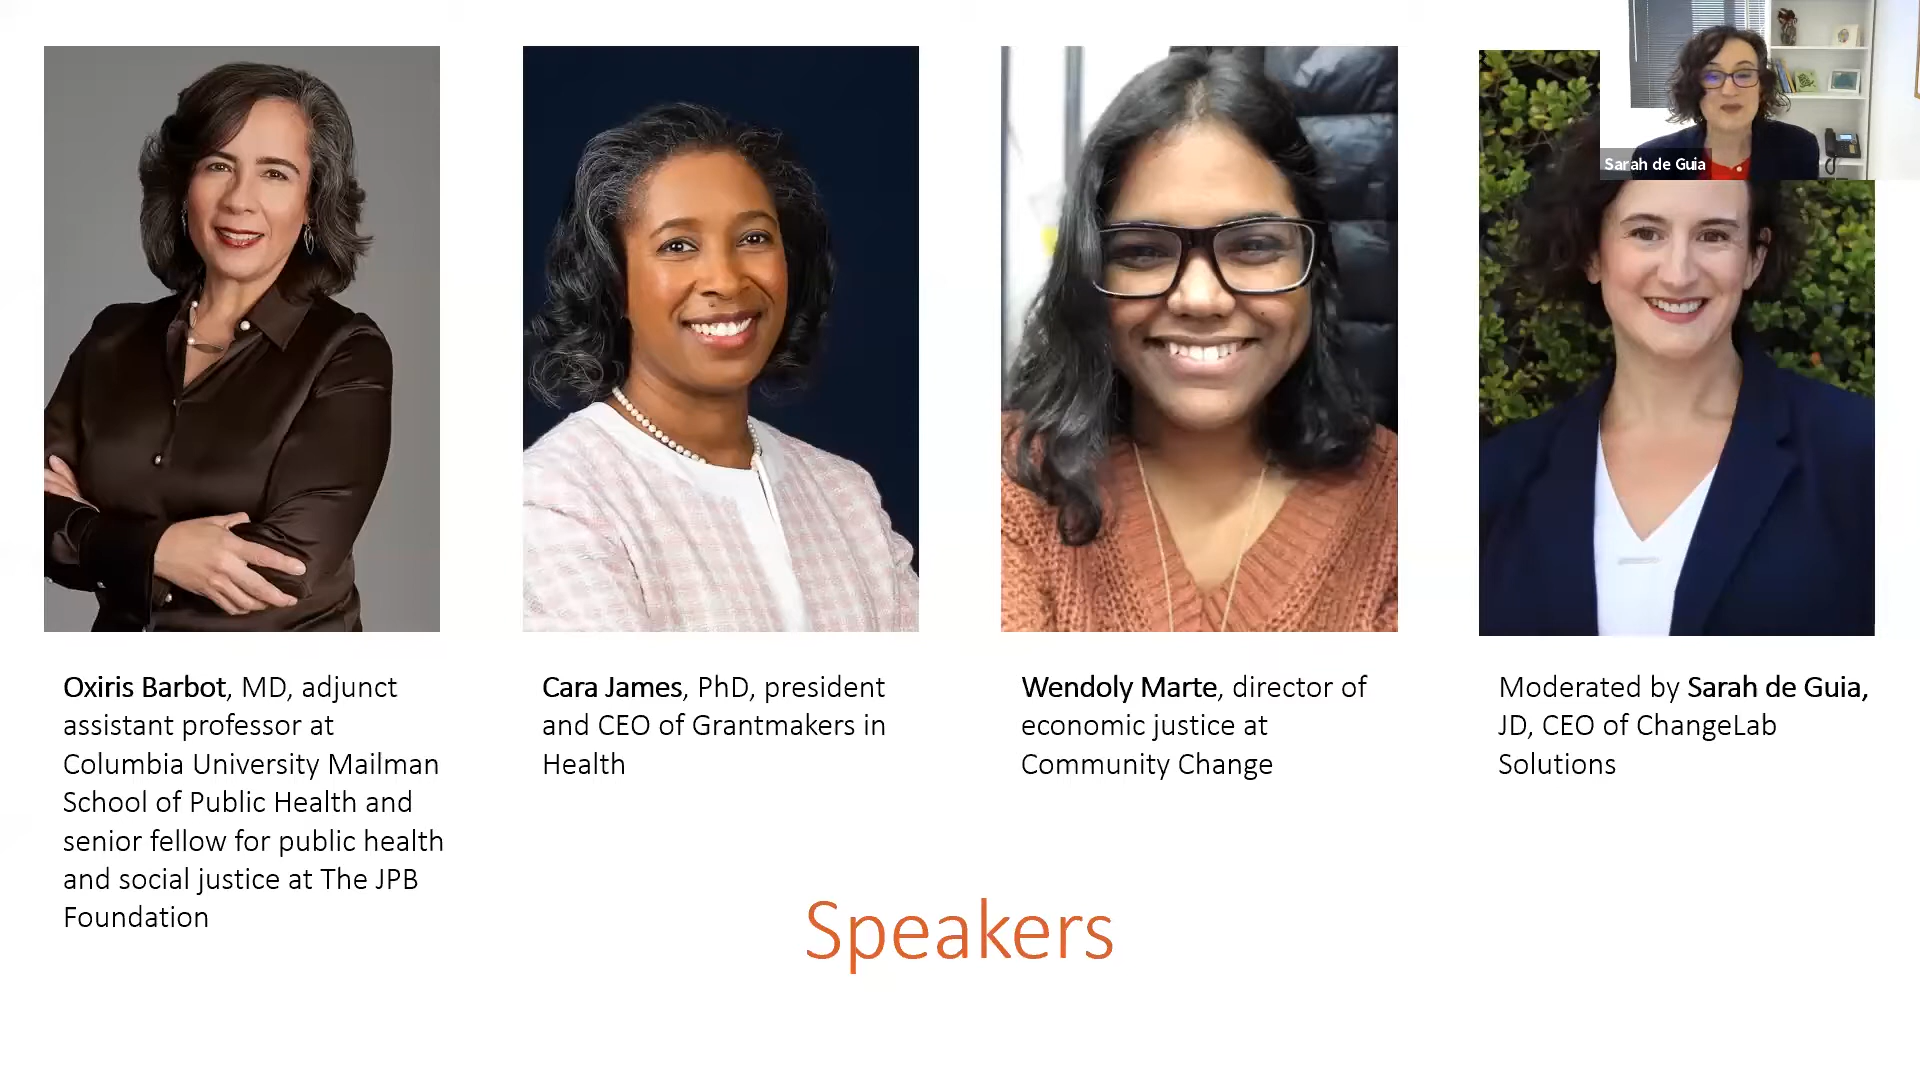 Sarah de Guia
Oxiris Barbot, MD, adjunct
assistant professor at
Columbia University Mailman
School of Public Health and
senior fellow for public health
and social justice at The JPB
Foundation
Cara James, PhD, president
and CEO of Grantmakers in
Health
Wendoly Marte, director of
economic justice at
Community Change
Moderated by Sarah de Guia,
JD, CEO of ChangeLab
Solutions
Speakers